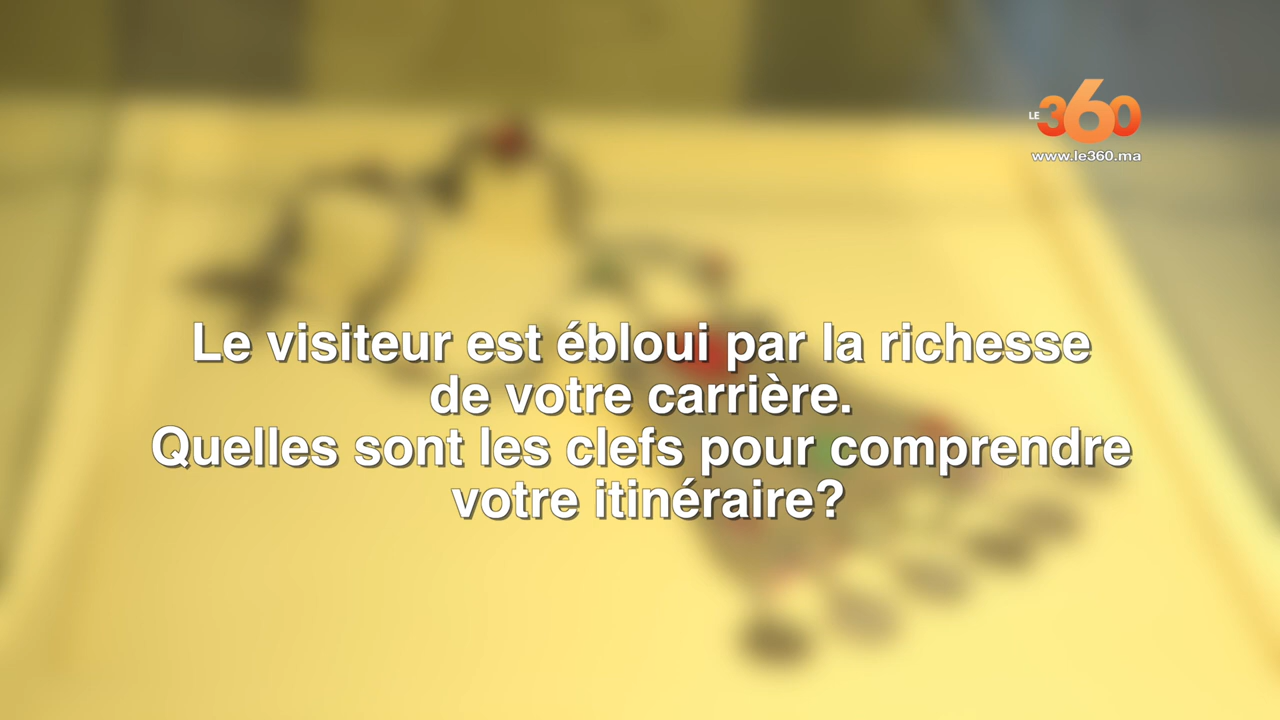 LE 360
www.le360.ma
Le visiteur est ébloui par la richesse
de votre carrière.
Quelles sont les clefs pour comprendre
votre itinéraire?